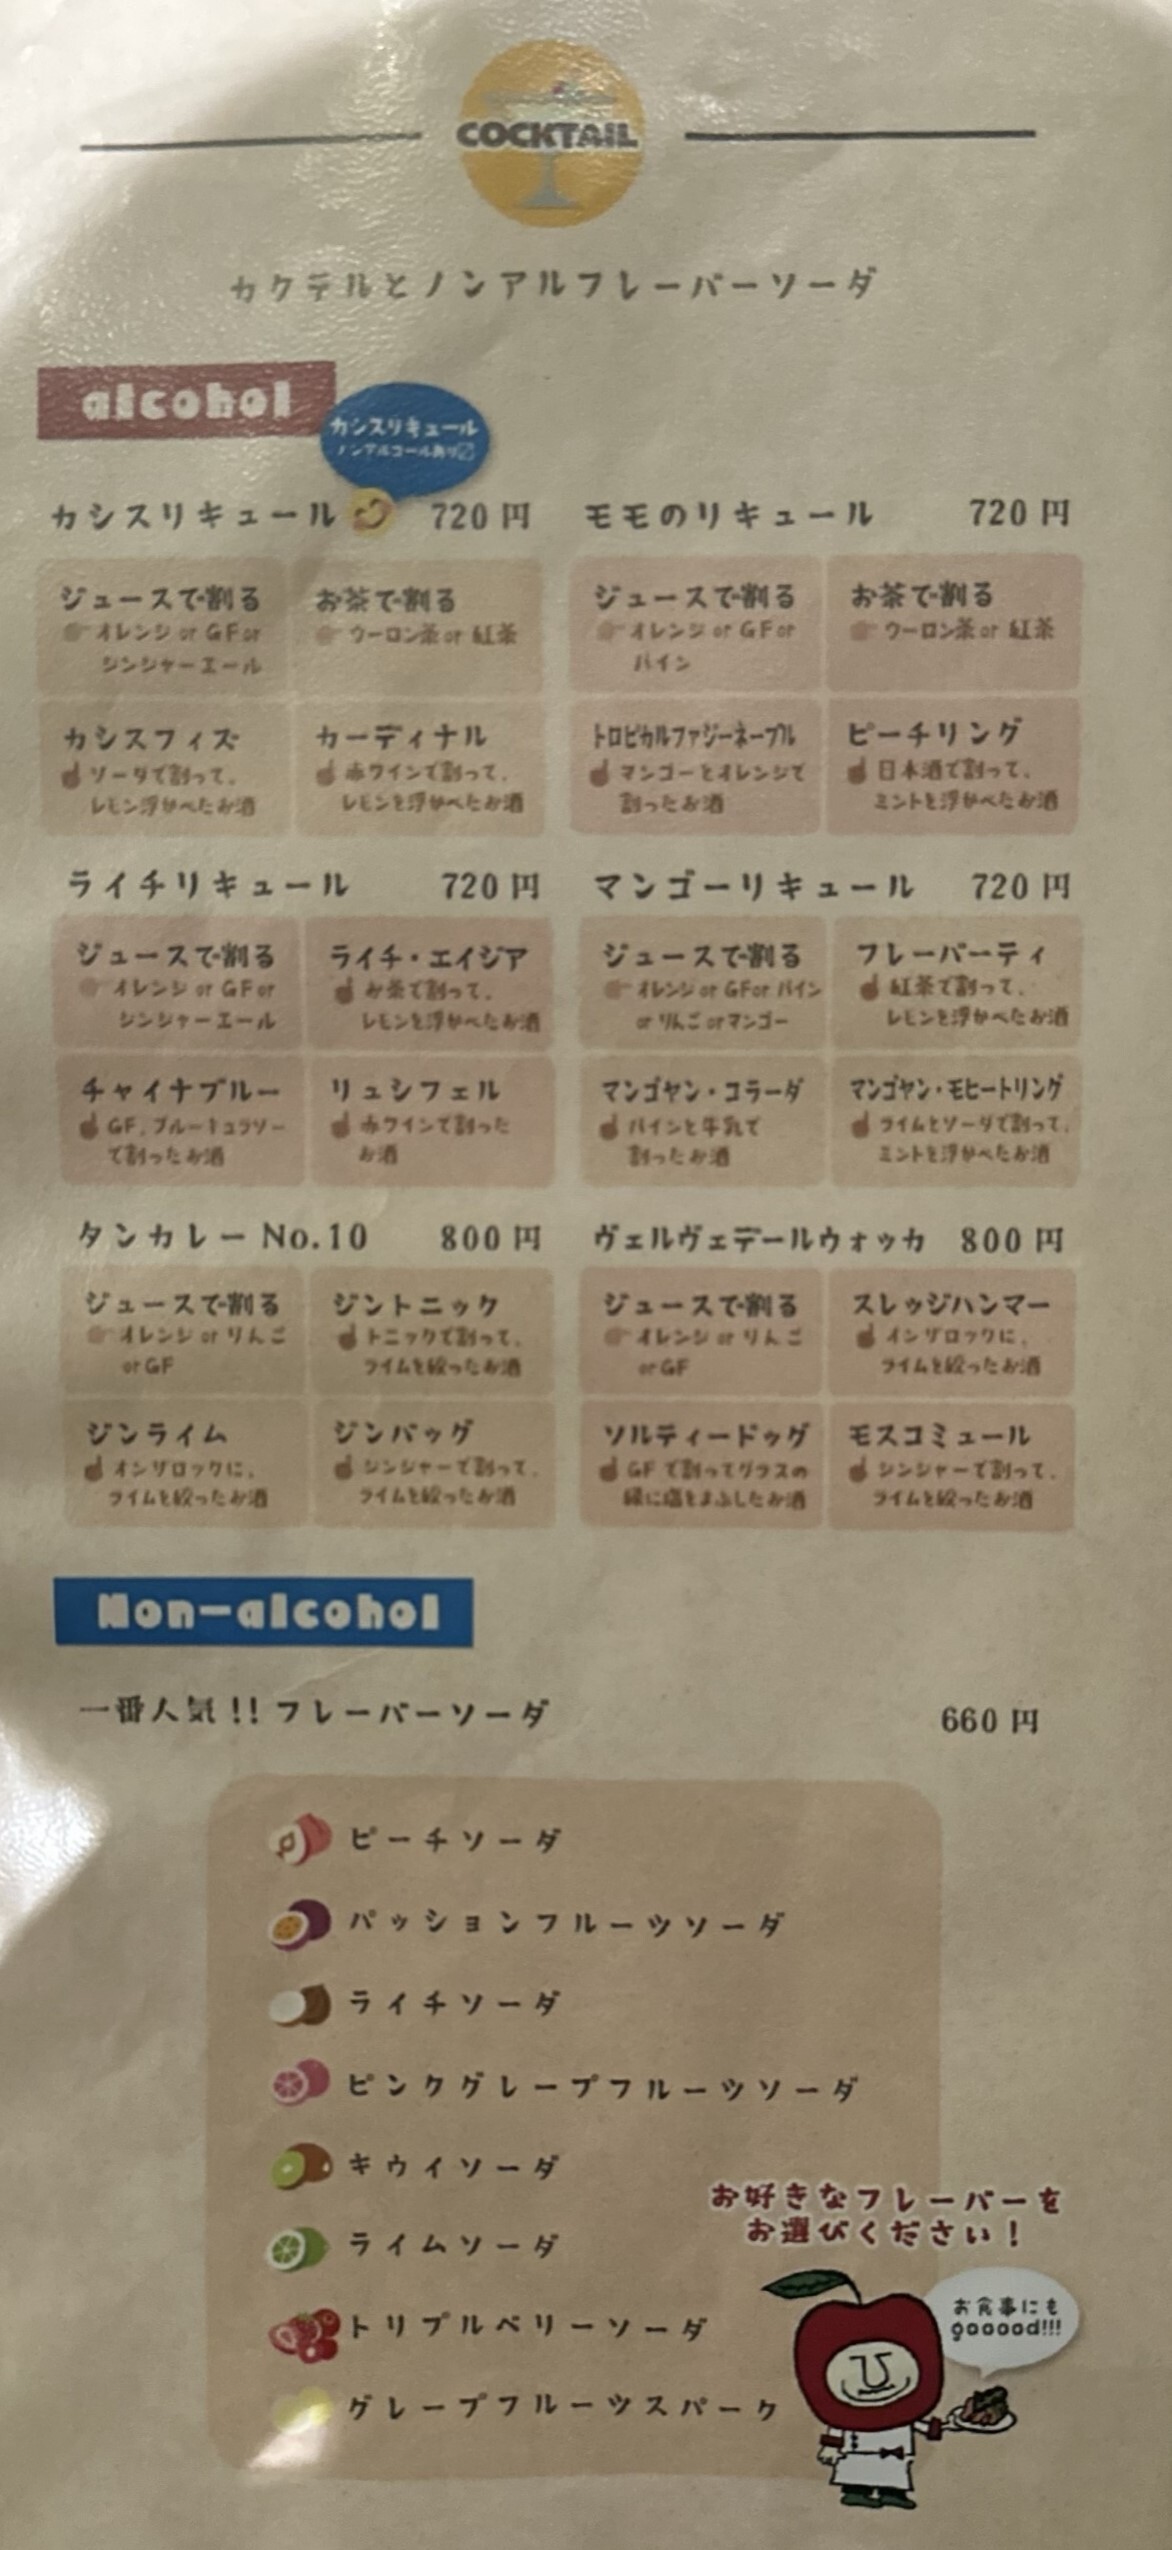 COCKTAIL
カクテルとノンアルフレーバーソーダ
alcohol
カシスリキュール
ノンアルコールあり
カシスリキュール 720円
ジュースで割る
オレンジ or GF or
ジンジャーエール
お茶で割る
ウーロン茶 or 紅茶
カシスフィズ
ソーダで割って、
レモン浮かべたお酒
カーディナル
赤ワインで割って、
レモンを浮かべたお酒
モモのリキュール 720円
ジュースで割る
オレンジ or GF or
パイン
お茶で割る
ウーロン茶 or 紅茶
トロピカルファジーネーブル
マンゴーとオレンジで
割ったお酒
ピーチリング
日本酒で割って、
ミントを浮かべたお酒
ライチリキュール 720円
ジュースで割る
オレンジ or GF or
ジンジャーエール
ライチ・エイジア
お茶で割って、
レモンを浮かべたお酒
チャイナブルー
GF、ブルーキュラソー
で割ったお酒
リュシフェル
赤ワインで割った
お酒
マンゴーリキュール 720円
ジュースで割る
オレンジ or GF or パイン
or りんご or マンゴー
フレーバーティ
紅茶で割って、
レモンを浮かべたお酒
マンゴヤン・コラーダ
パインと牛乳で
割ったお酒
マンゴヤン・モヒートリング
ライムとソーダで割って、
ミントを浮かべたお酒
タンカレー No.10 800円
ジュースで割る
オレンジ or りんご
or GF
ジントニック
トニックで割って、
ライムを絞ったお酒
ジンライム
オンザロックに、
ライムを絞ったお酒
ジンバッグ
ジンジャーで割って、
ライムを絞ったお酒
ヴェルヴェデールウォッカ 800円
ジュースで割る
オレンジ or りんご
or GF
スレッジハンマー
オンザロックに、
ライムを絞ったお酒
ソルティードッグ
GFで割ってグラスの
縁に塩をまぶしたお酒
モスコミュール
ジンジャーで割って、
ライムを絞ったお酒
Non-alcohol
一番人気!! フレーバーソーダ 660円
ピーチソーダ
パッションフルーツソーダ
ライチソーダ
ピンクグレープフルーツソーダ
キウイソーダ
ライムソーダ
トリプルベリーソーダ
グレープフルーツスパーク
お好きなフレーバーを
お選びください！
お食事にも
gooood!!!